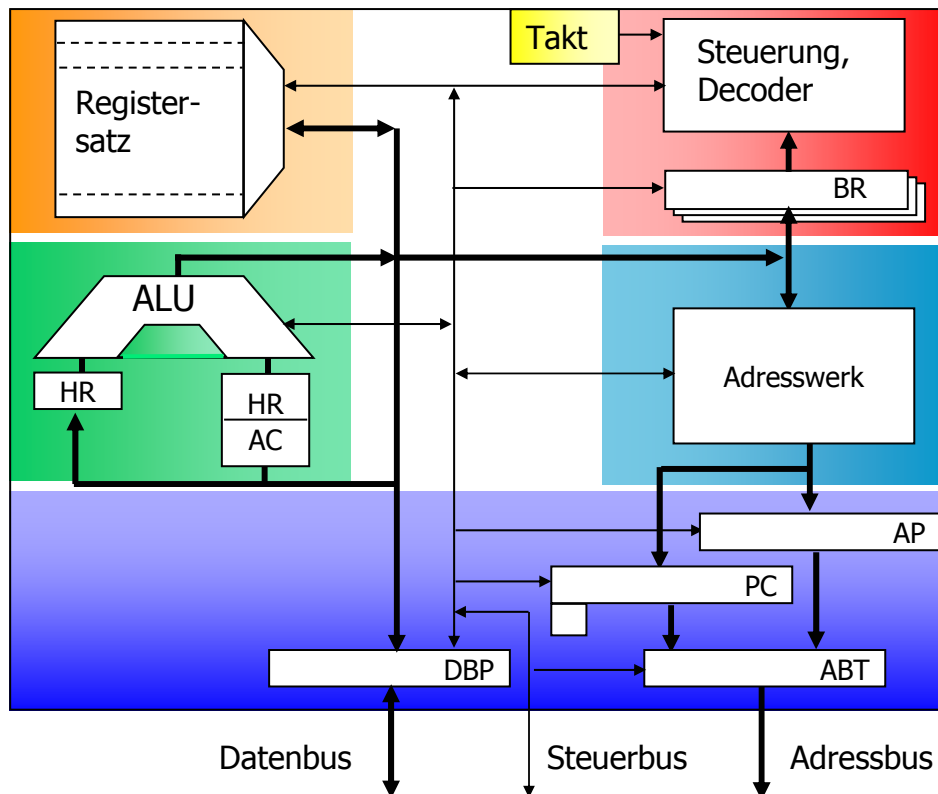 Takt
Steuerung,
Decoder
Register-
satz
BR
ALU
HR
HR
AC
Adresswerk
AP
PC
DBP
ABT
Datenbus
Steuerbus
Adressbus